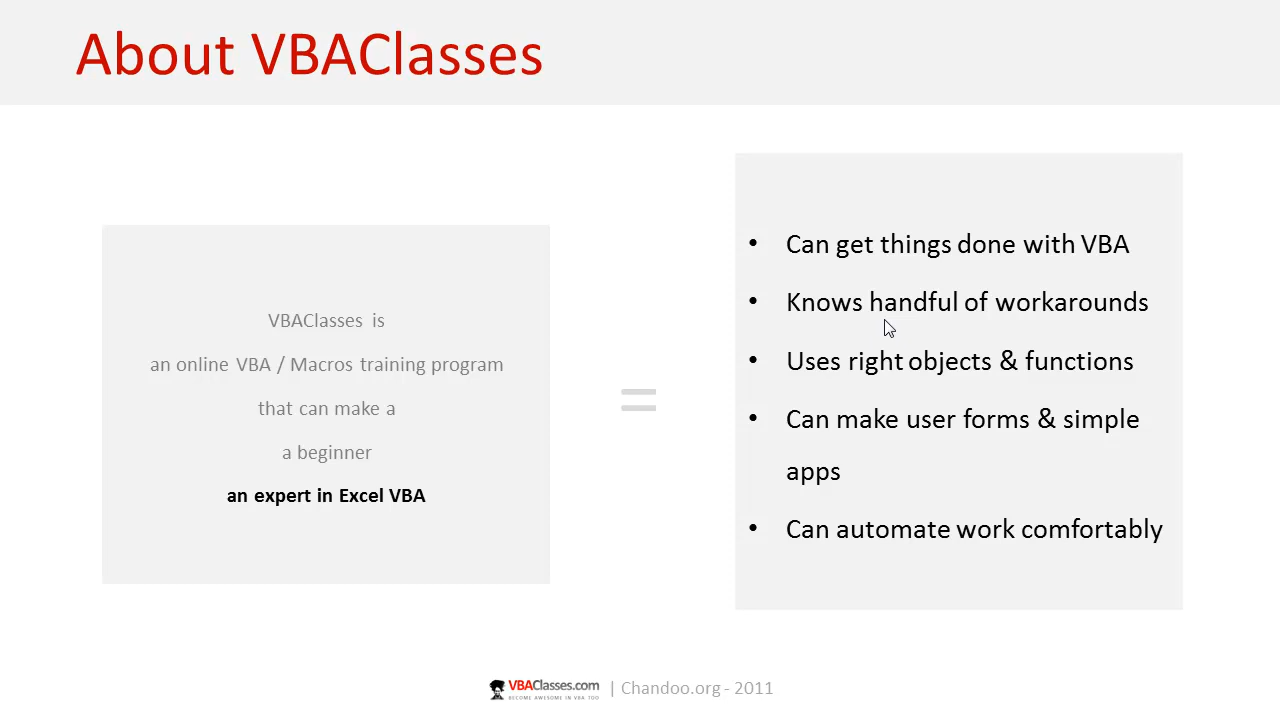 About VBAClasses
VBAClasses is
an online VBA / Macros training program
that can make a
a beginner
an expert in Excel VBA
=
• Can get things done with VBA
• Knows handful of workarounds
• Uses right objects & functions
• Can make user forms & simple
apps
• Can automate work comfortably
VBAClasses.com | Chandoo.org - 2011
BECOME AWESOME IN VBA TOO